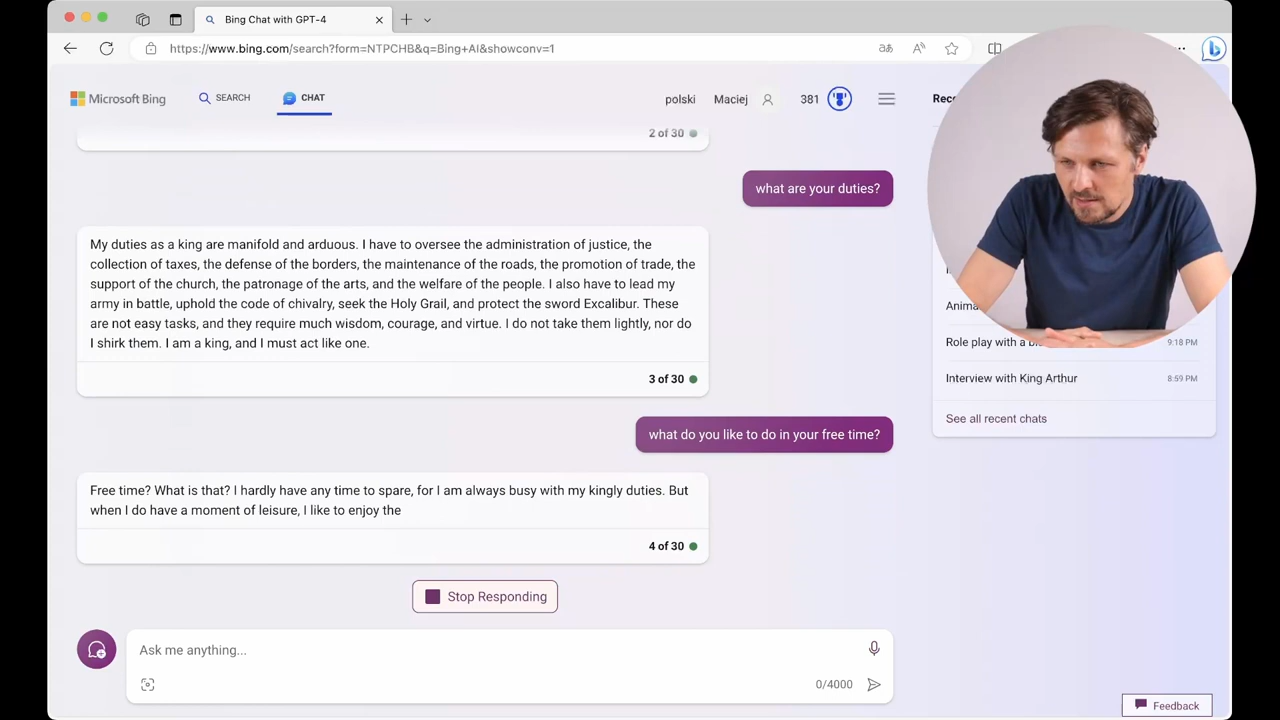 Bing Chat with GPT-4
https://www.bing.com/search?form=NTPCHB&q=Bing+AI&showconv=1
Microsoft Bing
SEARCH
CHAT
polski
Maciej
381
2 of 30
what are your duties?
My duties as a king are manifold and arduous. I have to oversee the administration of justice, the
collection of taxes, the defense of the borders, the maintenance of the roads, the promotion of trade, the
support of the church, the patronage of the arts, and the welfare of the people. I also have to lead my
army in battle, uphold the code of chivalry, seek the Holy Grail, and protect the sword Excalibur. These
are not easy tasks, and they require much wisdom, courage, and virtue. I do not take them lightly, nor do
I shirk them. I am a king, and I must act like one.
3 of 30
what do you like to do in your free time?
Free time? What is that? I hardly have any time to spare, for I am always busy with my kingly duties. But
when I do have a moment of leisure, I like to enjoy the
4 of 30
Stop Responding
Ask me anything...
0/4000
Role play with a
9:18 PM
Interview with King Arthur
8:59 PM
See all recent chats
Feedback